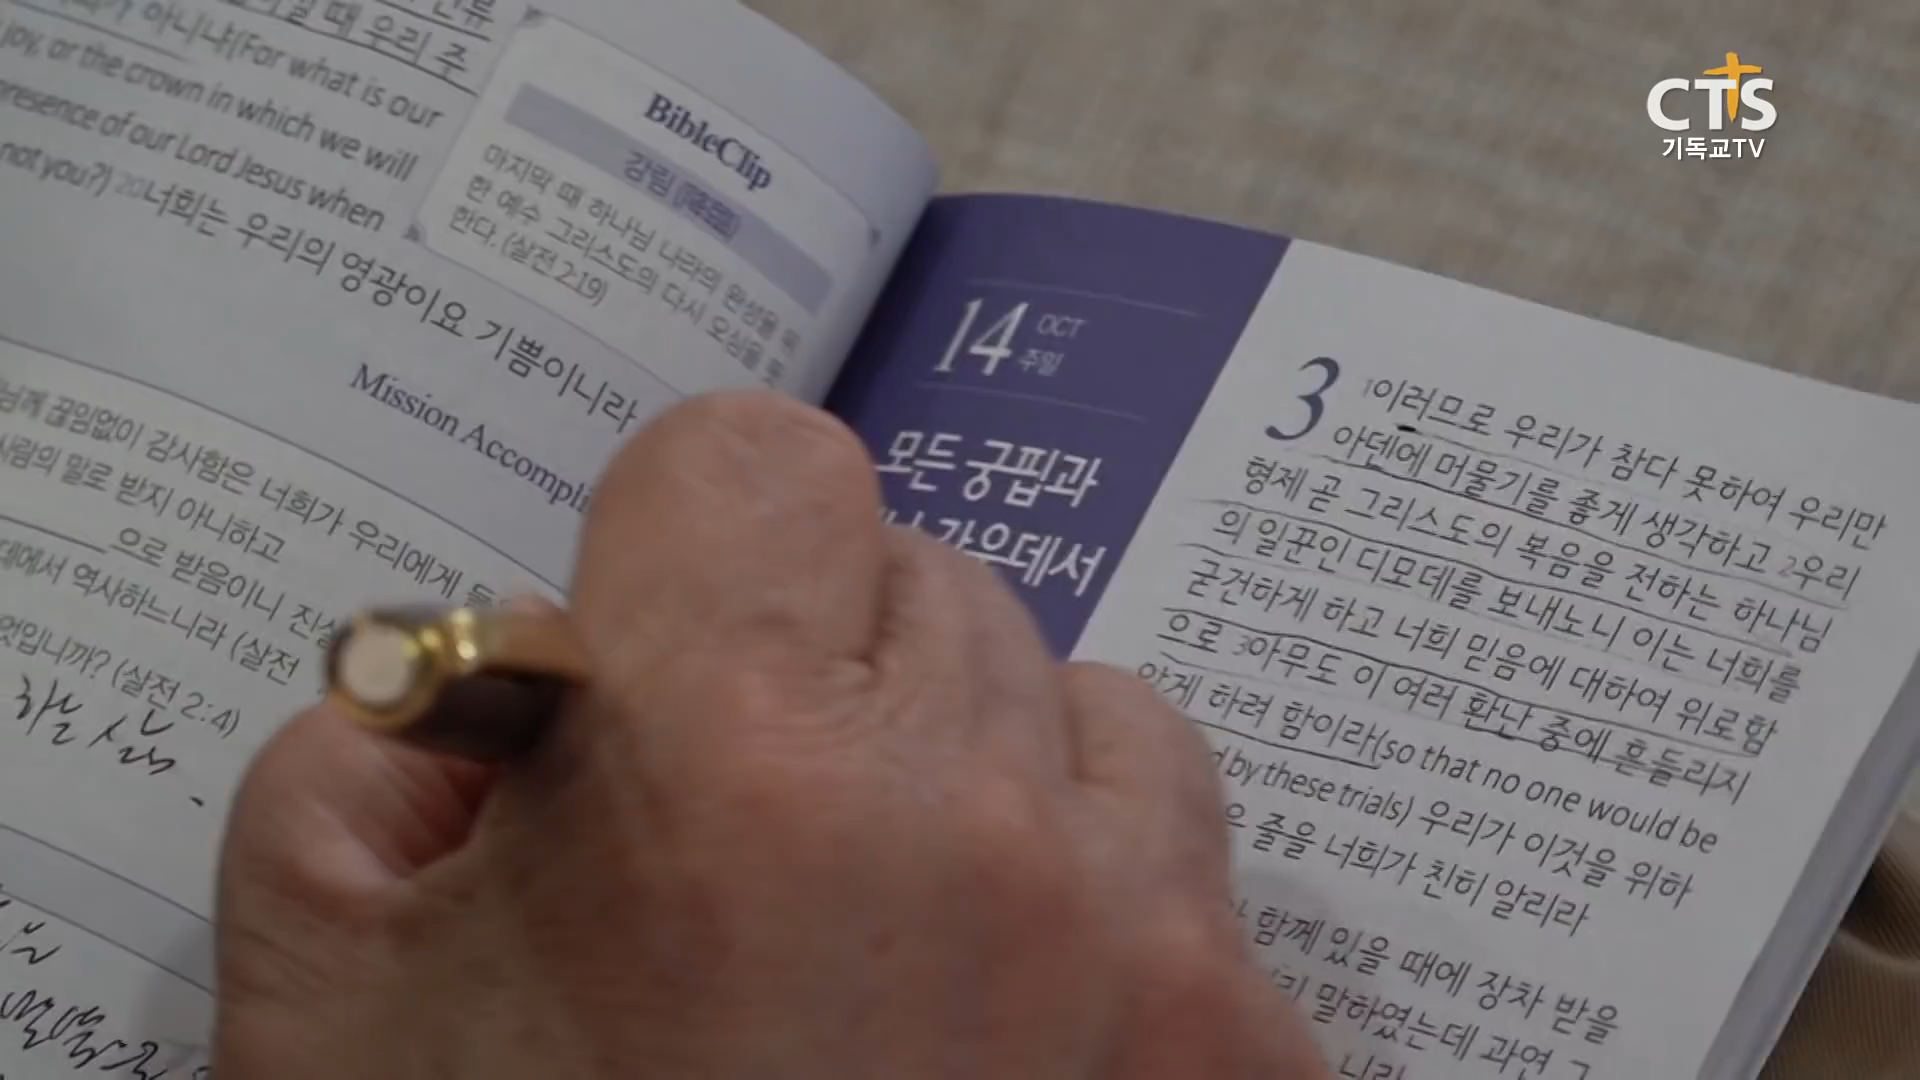 때 우리 주
아니냐(For what is our
joy, or the crown in which we will
presence of our Lord Jesus when
not you?) 20너희는 우리의 영광이요 기쁨이니라
BibleClip
강림(降臨)
마지막 때 하나님 나라의 완성을 위
한 예수 그리스도의 다시 오심을
한다. (살전 2:19)
Mission
끊임없이 감사함은 너희가 우리에게
사람의 말로 받지 아니하고
으로 받음이니
역사하느니라 (살전
(살전 2:4)
하는 삶.
14 OCT
주일
모든 궁핍과
가운데서
3 1이러므로 우리가 참다 못하여 우리만
아덴에 머물기를 좋게 생각하고 2우리
형제 곧 그리스도의 복음을 전하는 하나님
의 일꾼인 디모데를 보내노니 이는 너희를
굳건하게 하고 너희 믿음에 대하여 위로함
으로 3아무도 이 여러 환난 중에 흔들리지
않게 하려 함이라(so that no one would be
by these trials) 우리가 이것을 위하
줄을 너희가 친히 알리라
함께 있을 때에 장차 받을
말하였는데 과연 그
니라
CTS
기독교TV